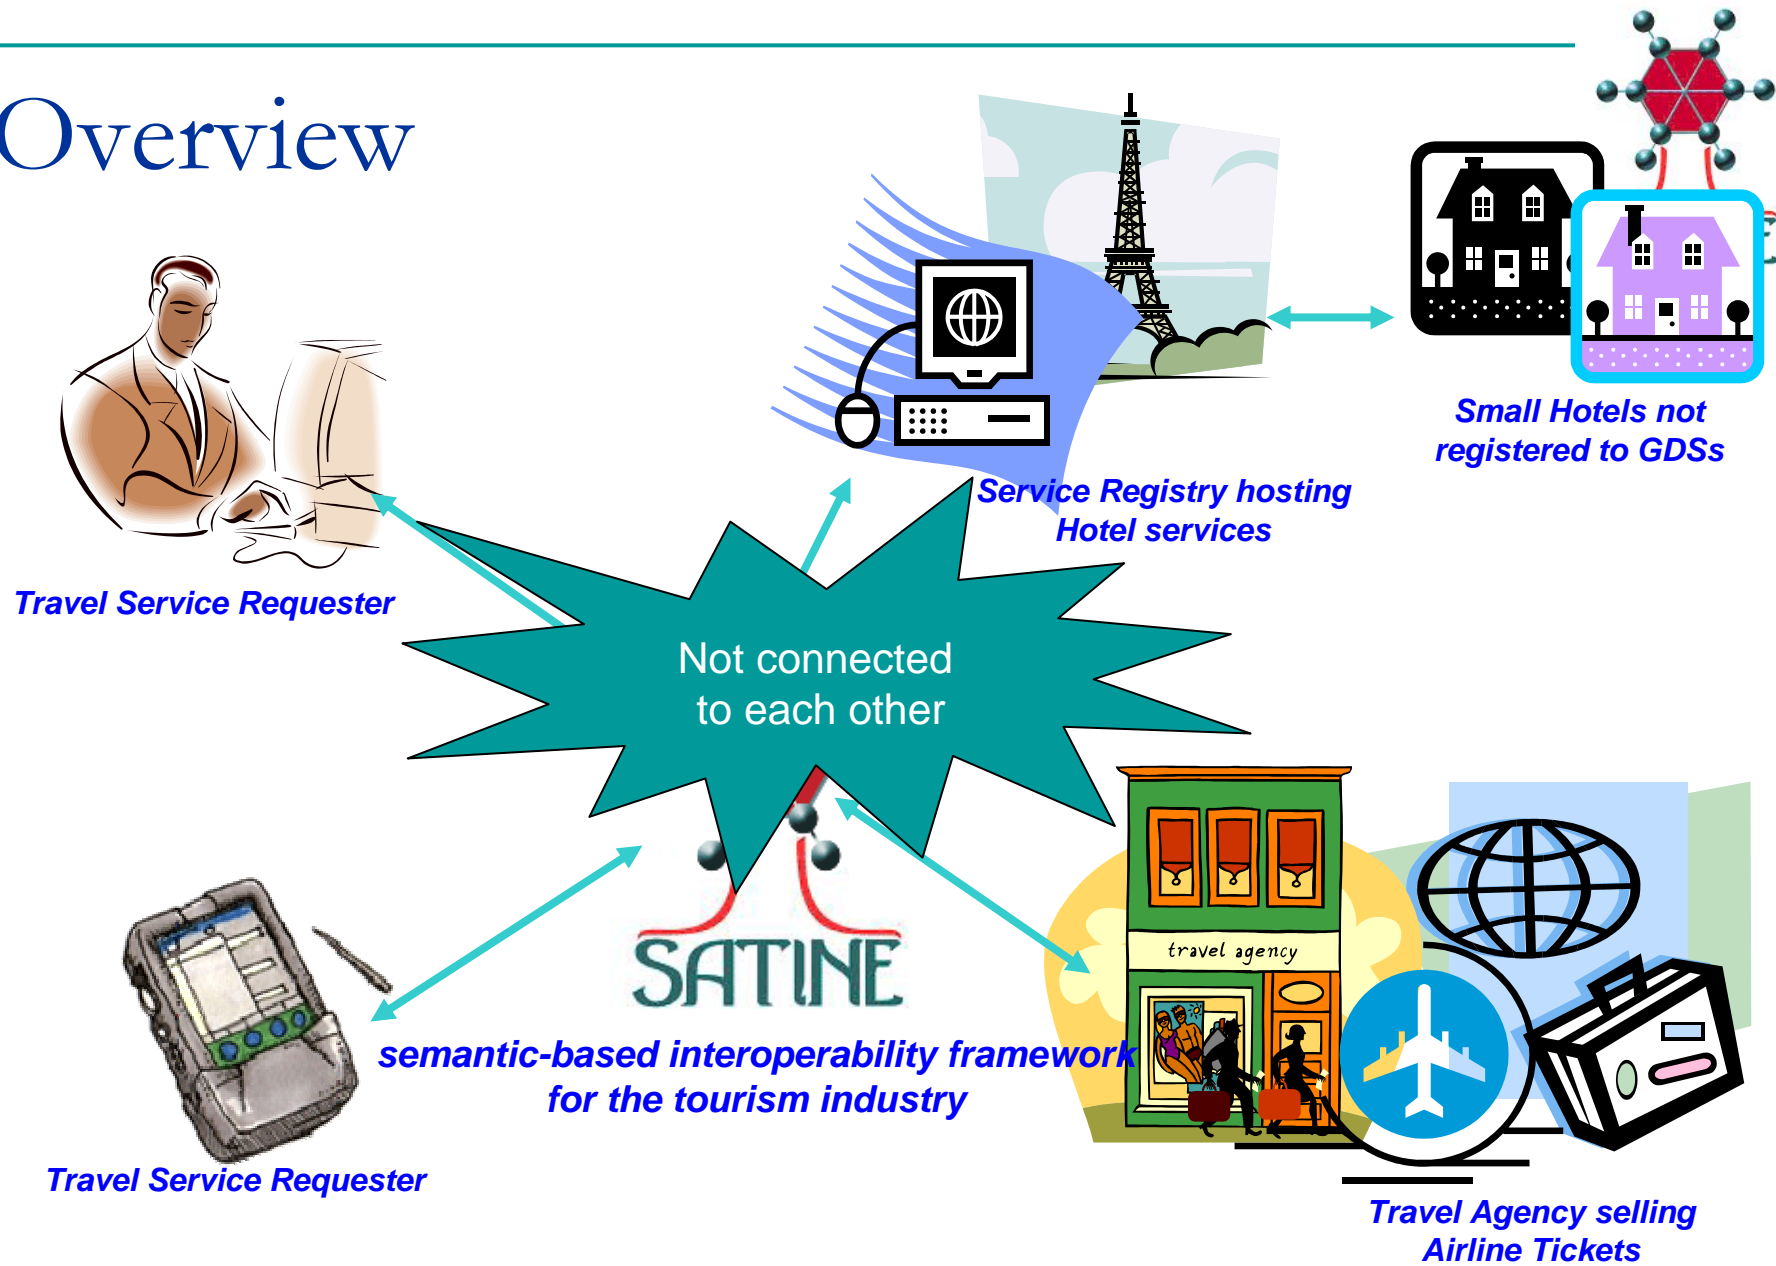 Overview
Small Hotels not
registered to GDSs
Service Registry hosting
Hotel services
Travel Service Requester
Not connected
to each other
travel agency
SATINE
semantic-based interoperability framework
for the tourism industry
Travel Service Requester
Travel Agency selling
Airline Tickets